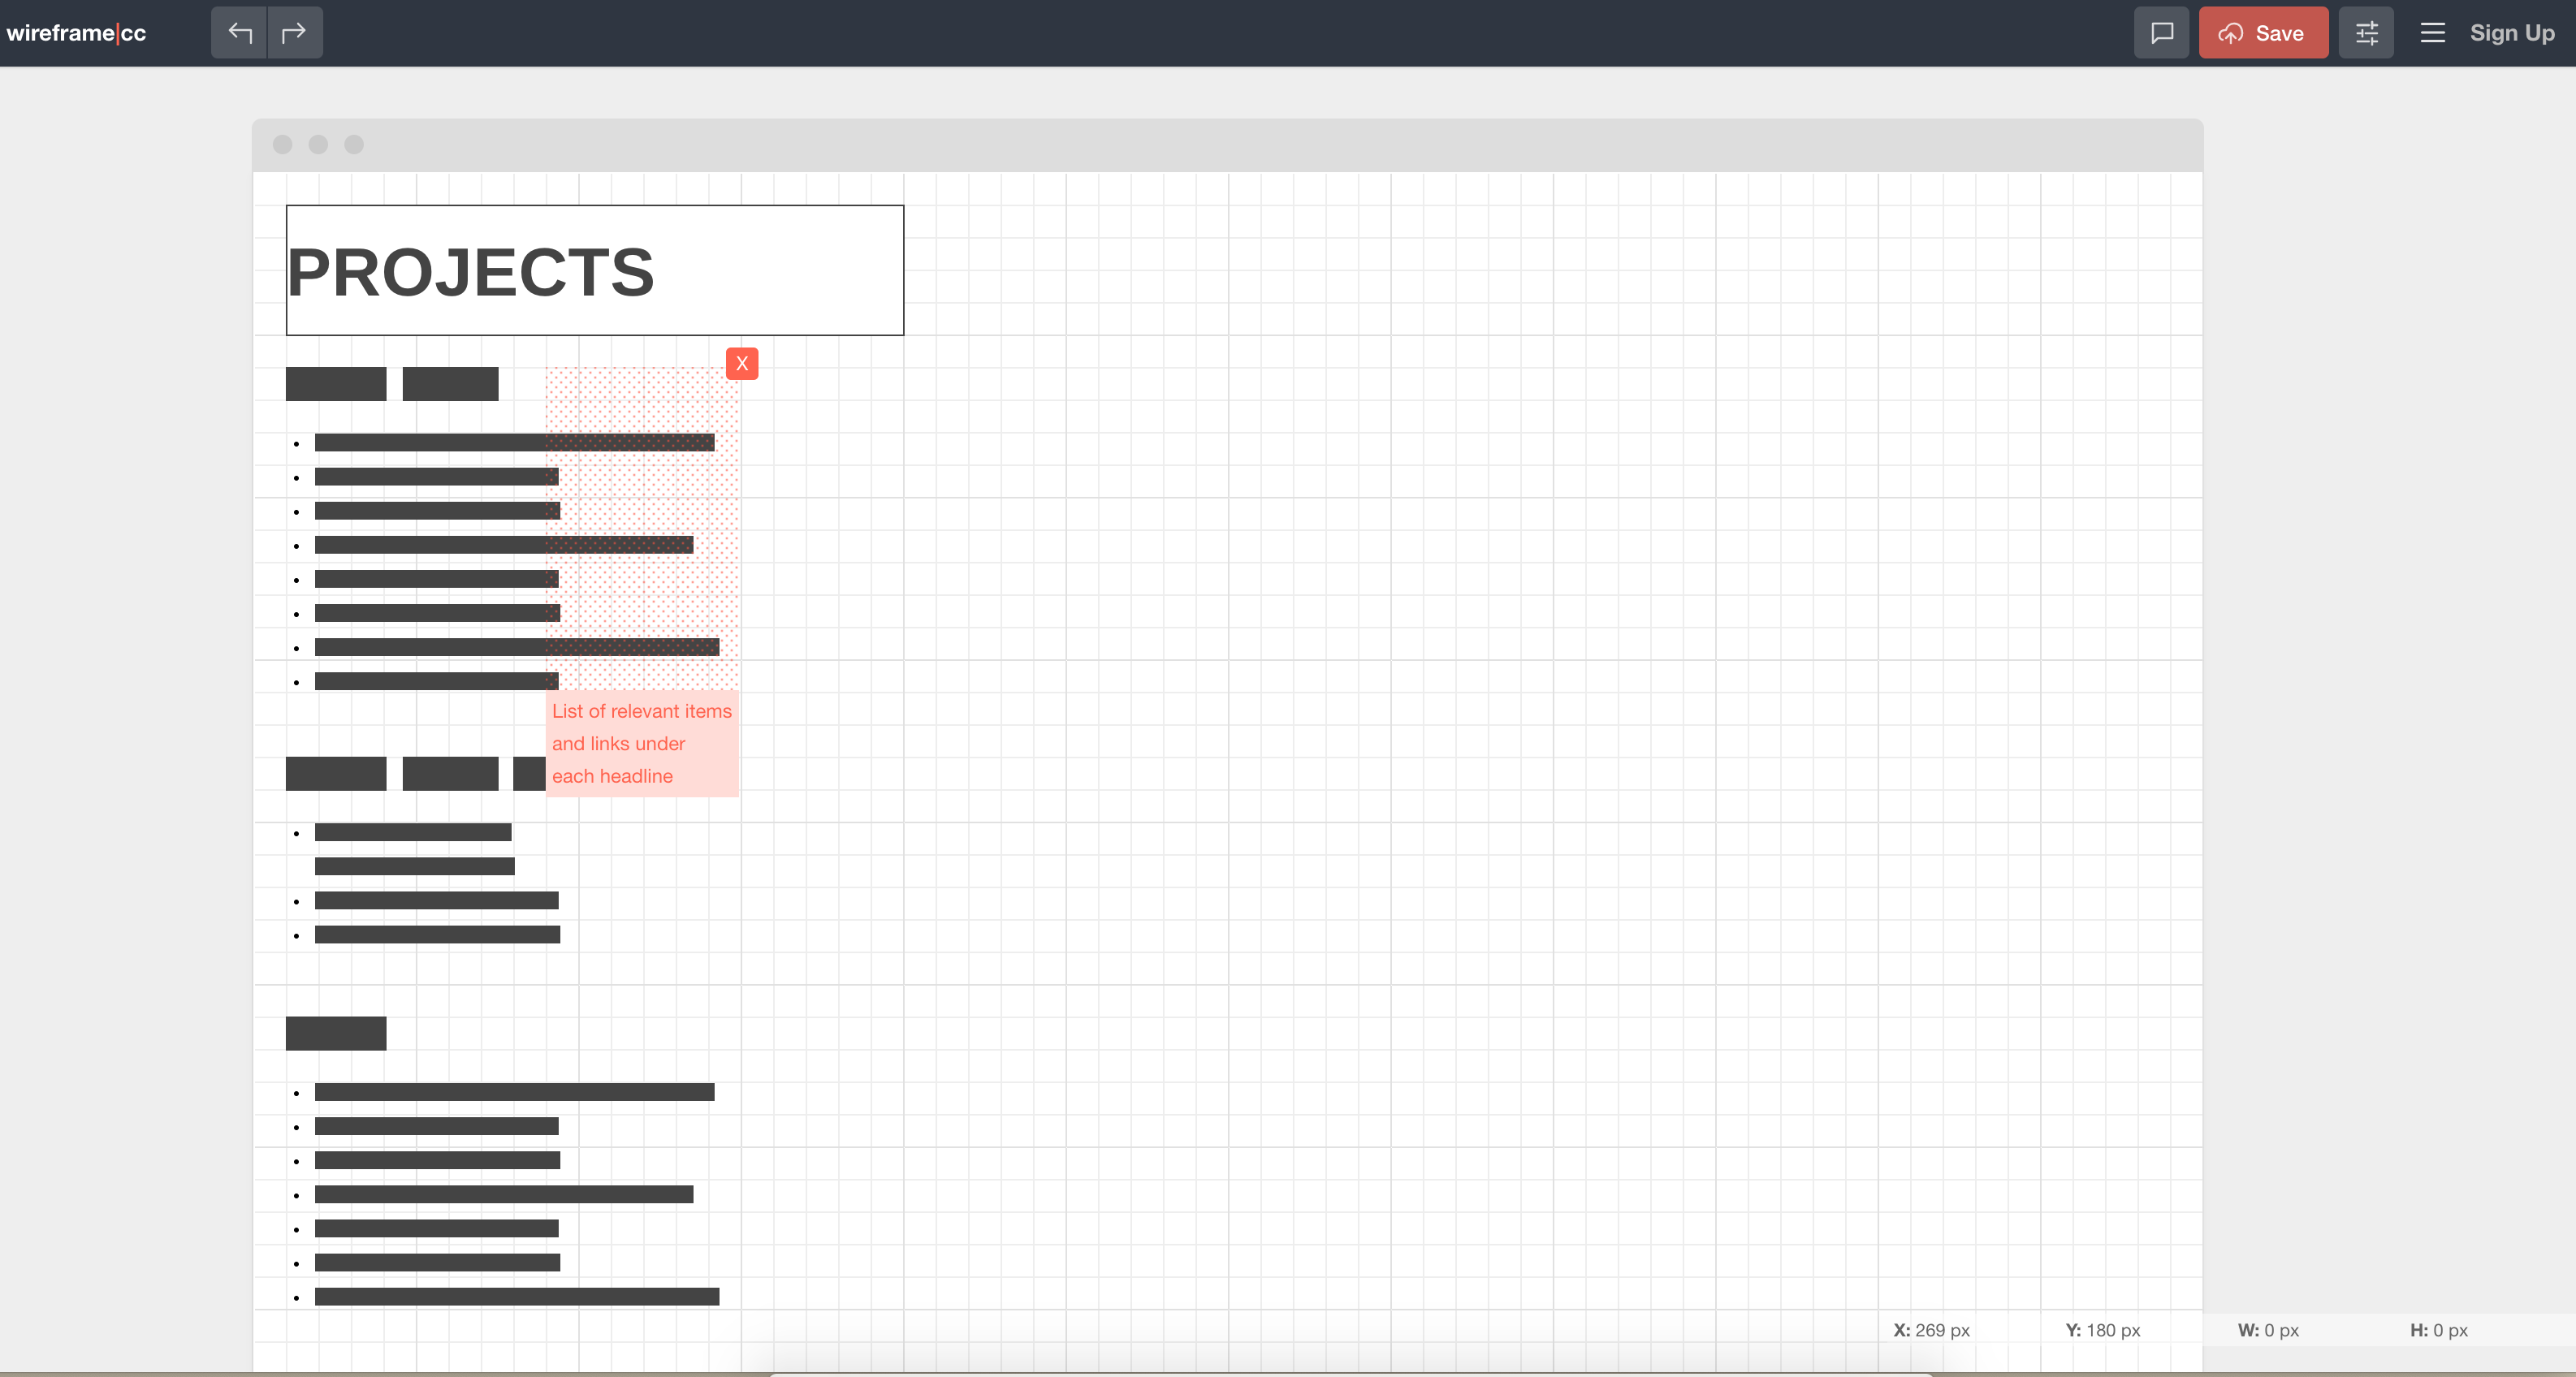 wireframe|cc
Save
Sign Up
PROJECTS
X
List of relevant items
and links under
each headline
X: 269 px Y: 180 px W: 0 px H: 0 px